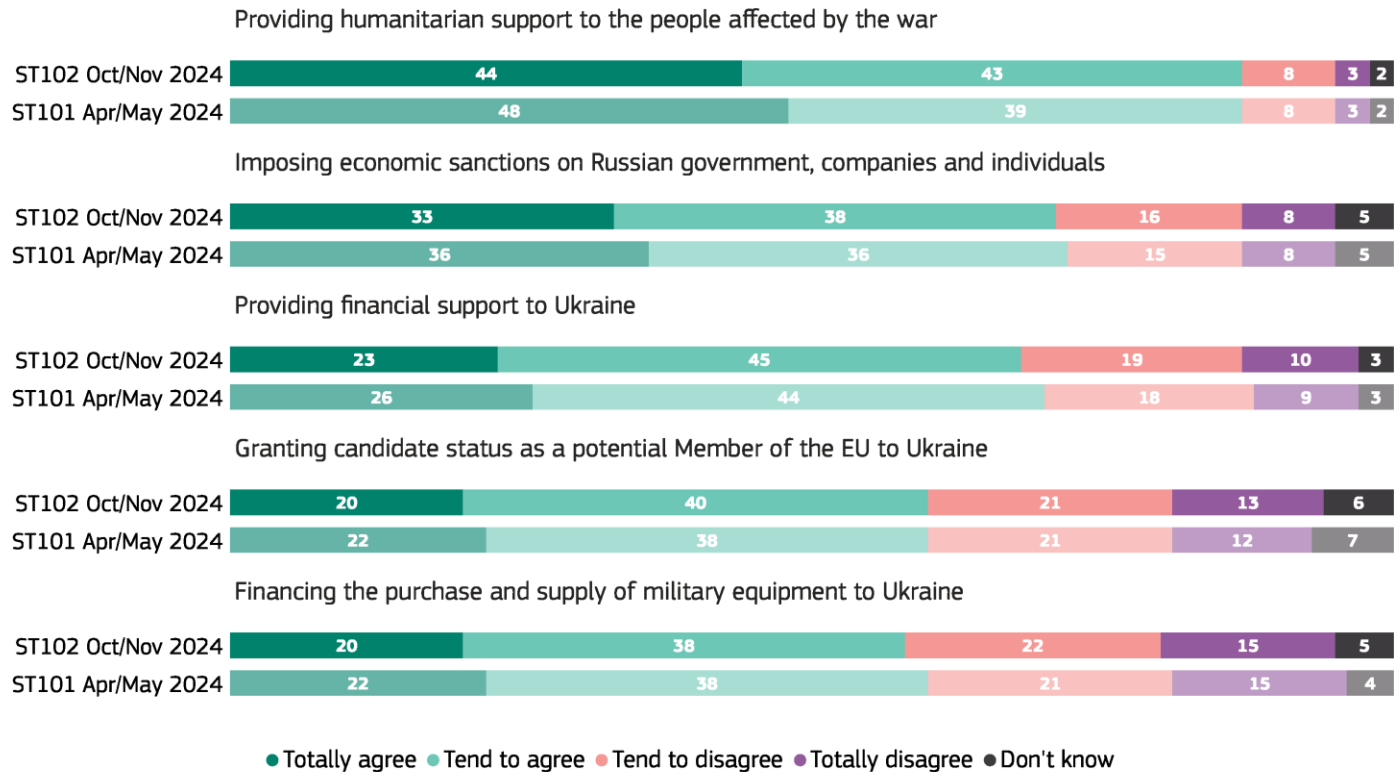 Providing humanitarian support to the people affected by the war
ST102 Oct/Nov 2024 44 43 8 3 2
ST101 Apr/May 2024 48 39 8 3 2
Imposing economic sanctions on Russian government, companies and individuals
ST102 Oct/Nov 2024 33 38 16 8 5
ST101 Apr/May 2024 36 36 15 8 5
Providing financial support to Ukraine
ST102 Oct/Nov 2024 23 45 19 10 3
ST101 Apr/May 2024 26 44 18 9 3
Granting candidate status as a potential Member of the EU to Ukraine
ST102 Oct/Nov 2024 20 40 21 13 6
ST101 Apr/May 2024 22 38 21 12 7
Financing the purchase and supply of military equipment to Ukraine
ST102 Oct/Nov 2024 20 38 22 15 5
ST101 Apr/May 2024 22 38 21 15 4
Totally agree Tend to agree Tend to disagree Totally disagree Don't know